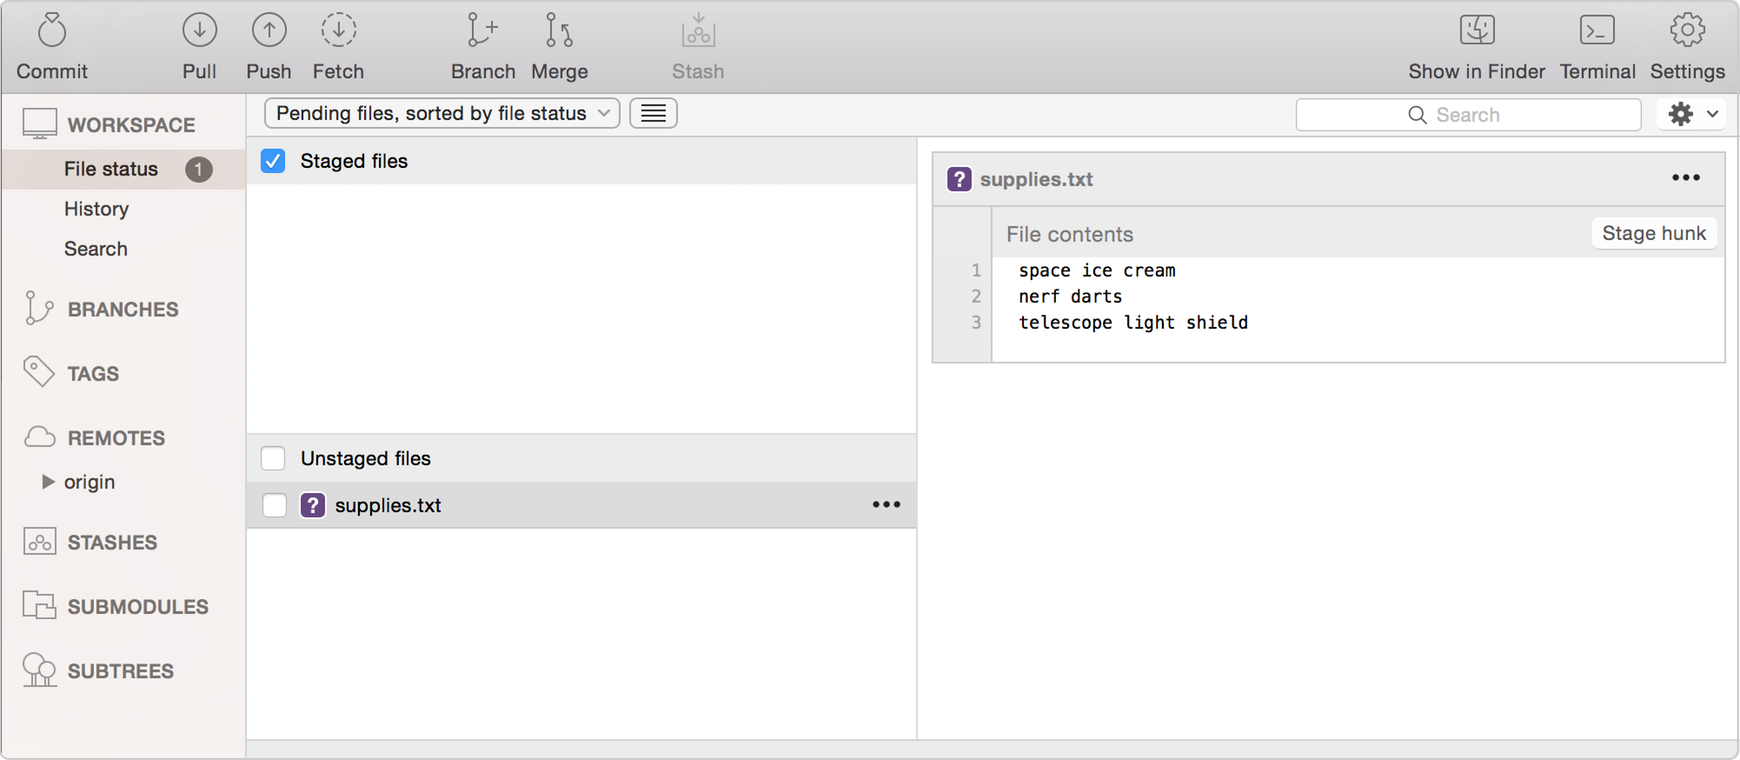 Commit Pull Push Fetch Branch Merge Stash Show in Finder Terminal Settings
WORKSPACE
File status 1
History
Search
BRANCHES
TAGS
REMOTES
origin
STASHES
SUBMODULES
SUBTREES
Pending files, sorted by file status
Search
Staged files
Unstaged files
? supplies.txt
? supplies.txt
File contents Stage hunk
1 space ice cream
2 nerf darts
3 telescope light shield